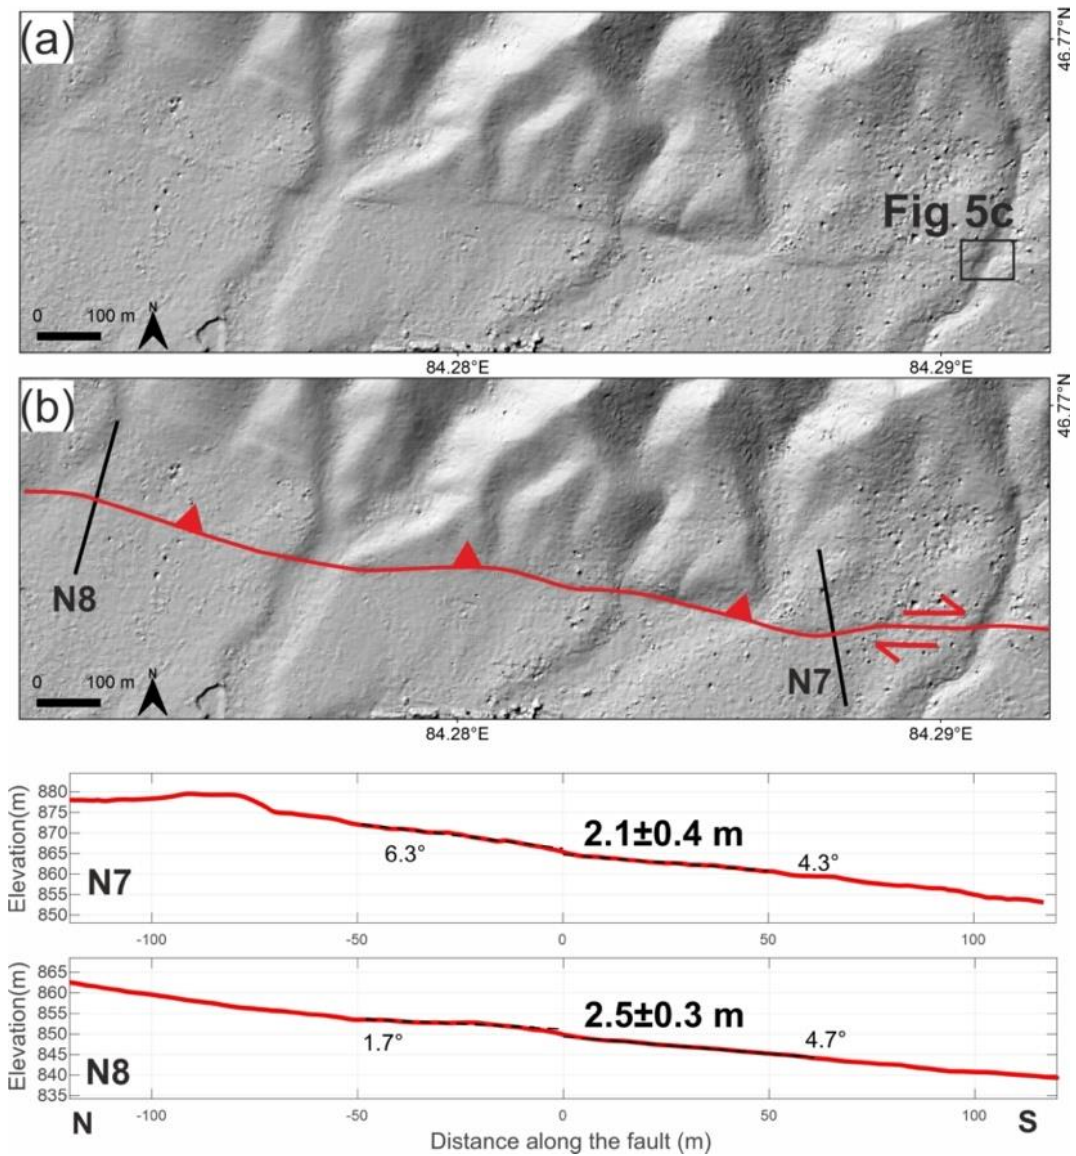 (a)
46.77°N
Fig 5c
0 100 m
N
84.28°E 84.29°E
(b)
46.77°N
N8
N7
0 100 m
N
84.28°E 84.29°E
Elevation(m)
880
875
870
865
860
855
850
2.1±0.4 m
6.3°
4.3°
N7
-100 -50 0 50 100
Elevation(m)
865
860
855
850
845
840
835
2.5±0.3 m
1.7°
4.7°
N8
-100 -50 0 50 100
N S
Distance along the fault (m)